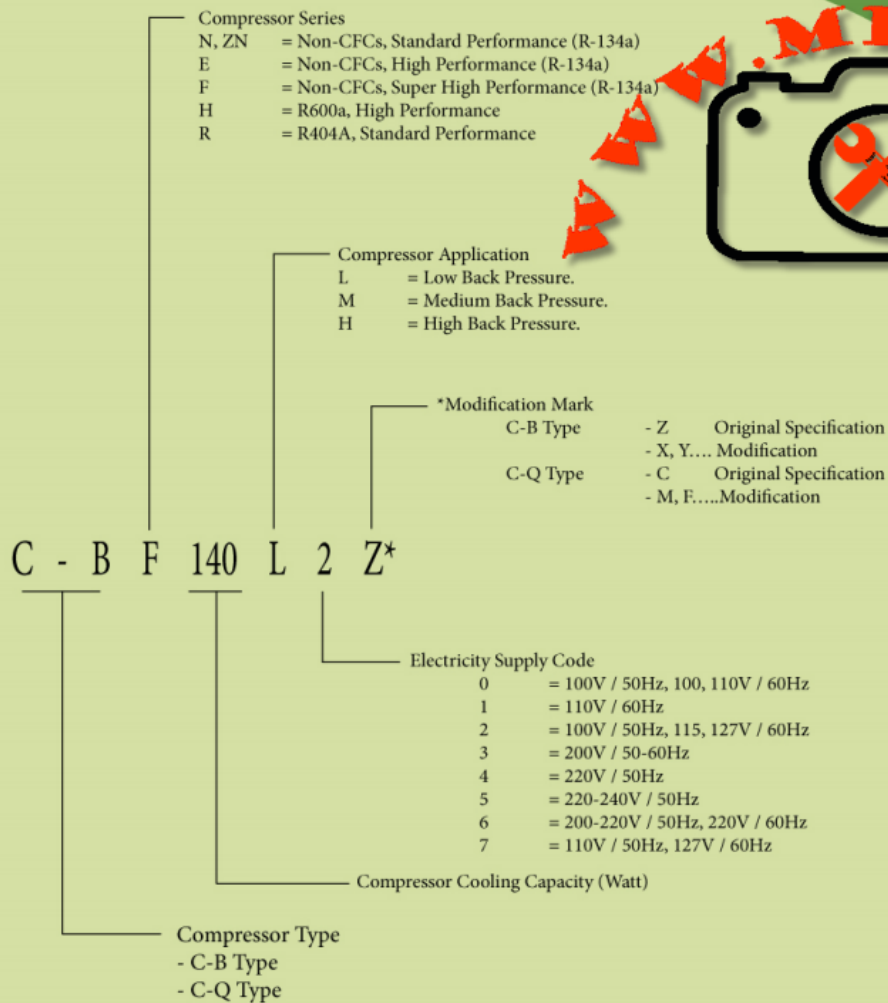 Compressor Series
N, ZN = Non-CFCs, Standard Performance (R-134a)
E = Non-CFCs, High Performance (R-134a)
F = Non-CFCs, Super High Performance (R-134a)
H = R600a, High Performance
R = R404A, Standard Performance
WWW.M
Compressor Application
L = Low Back Pressure.
M = Medium Back Pressure.
H = High Back Pressure.
*Modification Mark
C-B Type - Z Original Specification
- X, Y.... Modification
C-Q Type - C Original Specification
- M, F.....Modification
C - B F 140 L 2 Z*
Electricity Supply Code
0 = 100V / 50Hz, 100, 110V / 60Hz
1 = 110V / 60Hz
2 = 100V / 50Hz, 115, 127V / 60Hz
3 = 200V / 50-60Hz
4 = 220V / 50Hz
5 = 220-240V / 50Hz
6 = 200-220V / 50Hz, 220V / 60Hz
7 = 110V / 50Hz, 127V / 60Hz
Compressor Cooling Capacity (Watt)
Compressor Type
- C-B Type
- C-Q Type